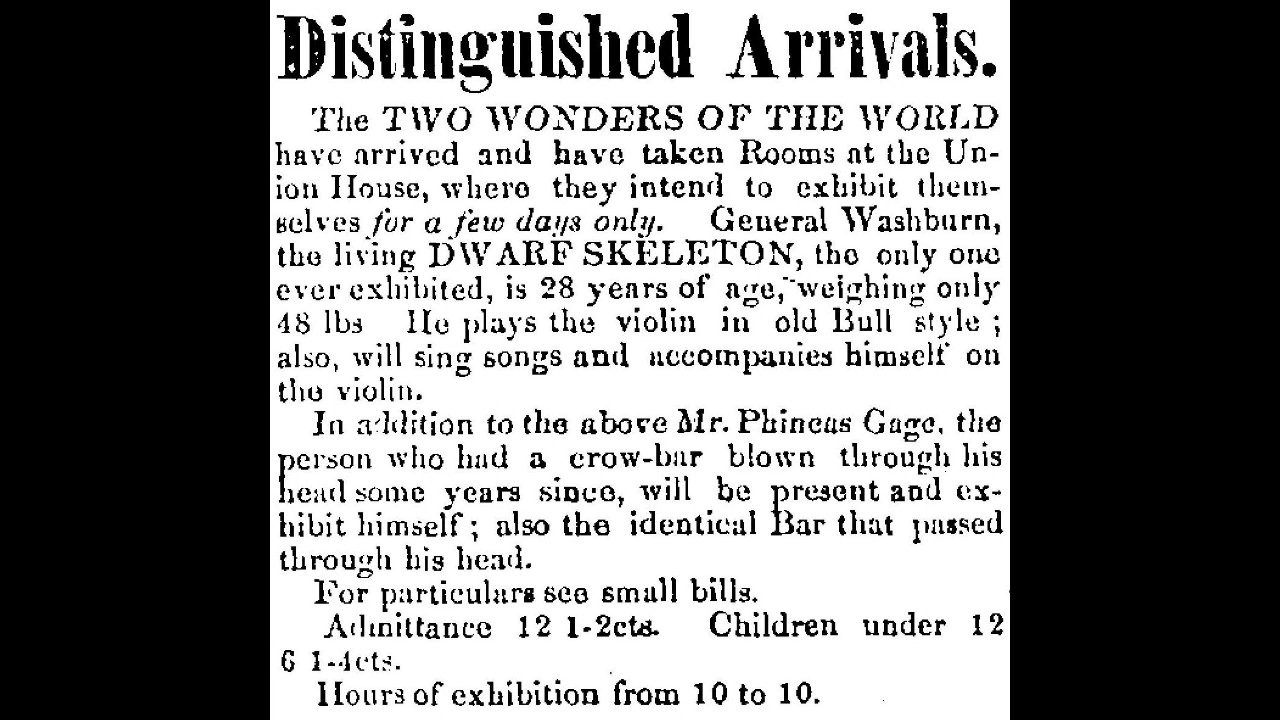 Distinguished Arrivals.
The TWO WONDERS OF THE WORLD
have arrived and have taken Rooms at the Un-
ion House, where they intend to exhibit them-
selves for a few days only. General Washburn,
the living DWARF SKELETON, the only one
ever exhibited, is 28 years of age, weighing only
48 lbs He plays the violin in old Bull style ;
also, will sing songs and accompanies himself on
the violin.
In addition to the above Mr. Phineas Gage, the
person who had a crow-bar blown through his
head some years since, will be present and ex-
hibit himself ; also the identical Bar that passed
through his head.
For particulars see small bills.
Admittance 12 1-2cts. Children under 12
6 1-4cts.
Hours of exhibition from 10 to 10.